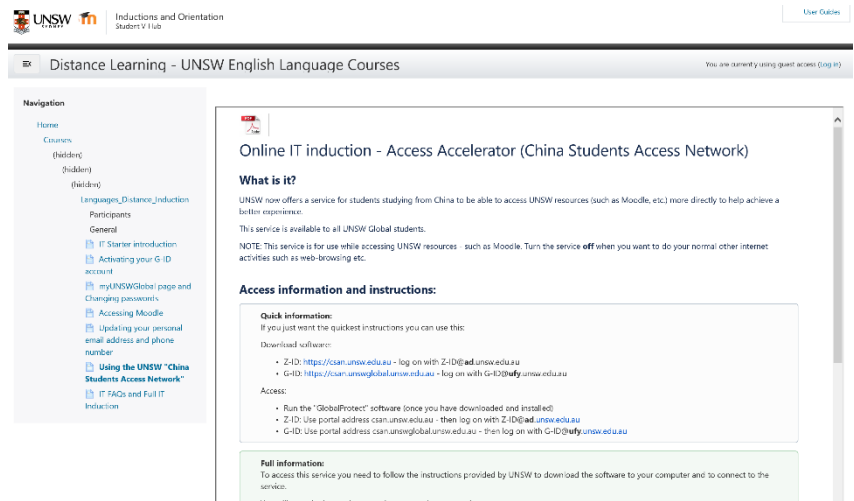 UNSW
SYDNEY
Inductions and Orientation
Student V Hub
User Guides
Distance Learning - UNSW English Language Courses
You are currently using guest access (Log in)
Navigation
Home
Courses
(hidden)
(hidden)
(hidden)
Languages_Distance_Induction
Participants
General
IT Starter introduction
Activating your G-ID
account
myUNSWGlobal page and
Changing passwords
Accessing Moodle
Updating your personal
email address and phone
number
Using the UNSW "China
Students Access Network"
IT FAQs and Full IT
Induction
Online IT induction - Access Accelerator (China Students Access Network)
What is it?
UNSW now offers a service for students studying from China to be able to access UNSW resources (such as Moodle, etc.) more directly to help achieve a
better experience.
This service is available to all UNSW Global students.
NOTE: This service is for use while accessing UNSW resources - such as Moodle. Turn the service off when you want to do your normal other internet
activities such as web-browsing etc.
Access information and instructions:
Quick information:
If you just want the quickest instructions you can use this:
Download software:
• Z-ID: https://csan.unsw.edu.au - log on with Z-ID@ad.unsw.edu.au
• G-ID: https://csan.unswglobal.unsw.edu.au - log on with G-ID@ufy.unsw.edu.au
Access:
• Run the "GlobalProtect" software (once you have downloaded and installed)
• Z-ID: Use portal address csan.unsw.edu.au - then log on with Z-ID@ad.unsw.edu.au
• G-ID: Use portal address csan.unswglobal.unsw.edu.au - then log on with G-ID@ufy.unsw.edu.au
Full information:
To access this service you need to follow the instructions provided by UNSW to download the software to your computer and to connect to the
service.